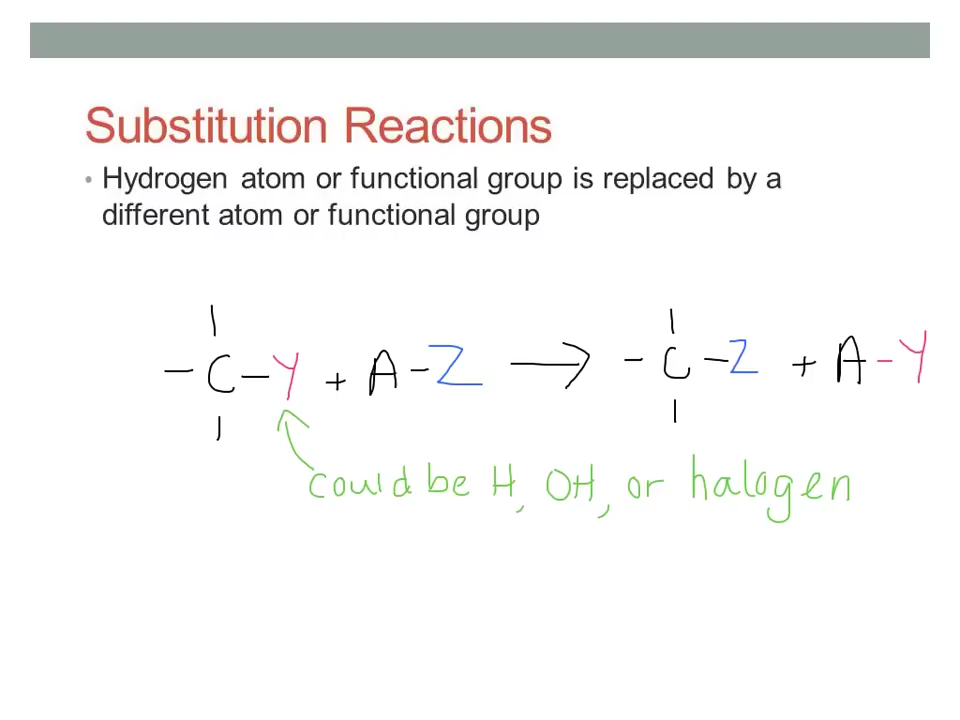 Substitution Reactions
• Hydrogen atom or functional group is replaced by a
different atom or functional group
- C - Y + A - Z → - C - Z + A - Y
could be H, OH, or halogen